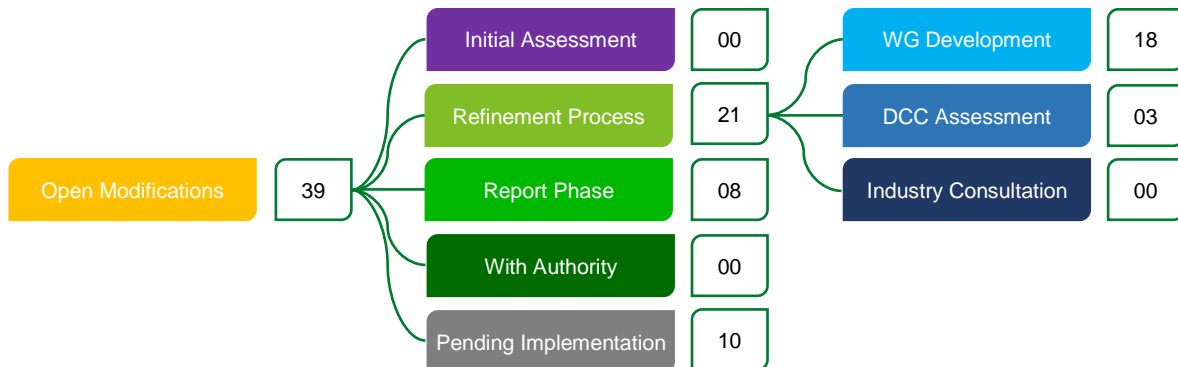 Initial Assessment 00
WG Development 18
Refinement Process 21
DCC Assessment 03
Open Modifications 39
Report Phase 08
Industry Consultation 00
With Authority 00
Pending Implementation 10